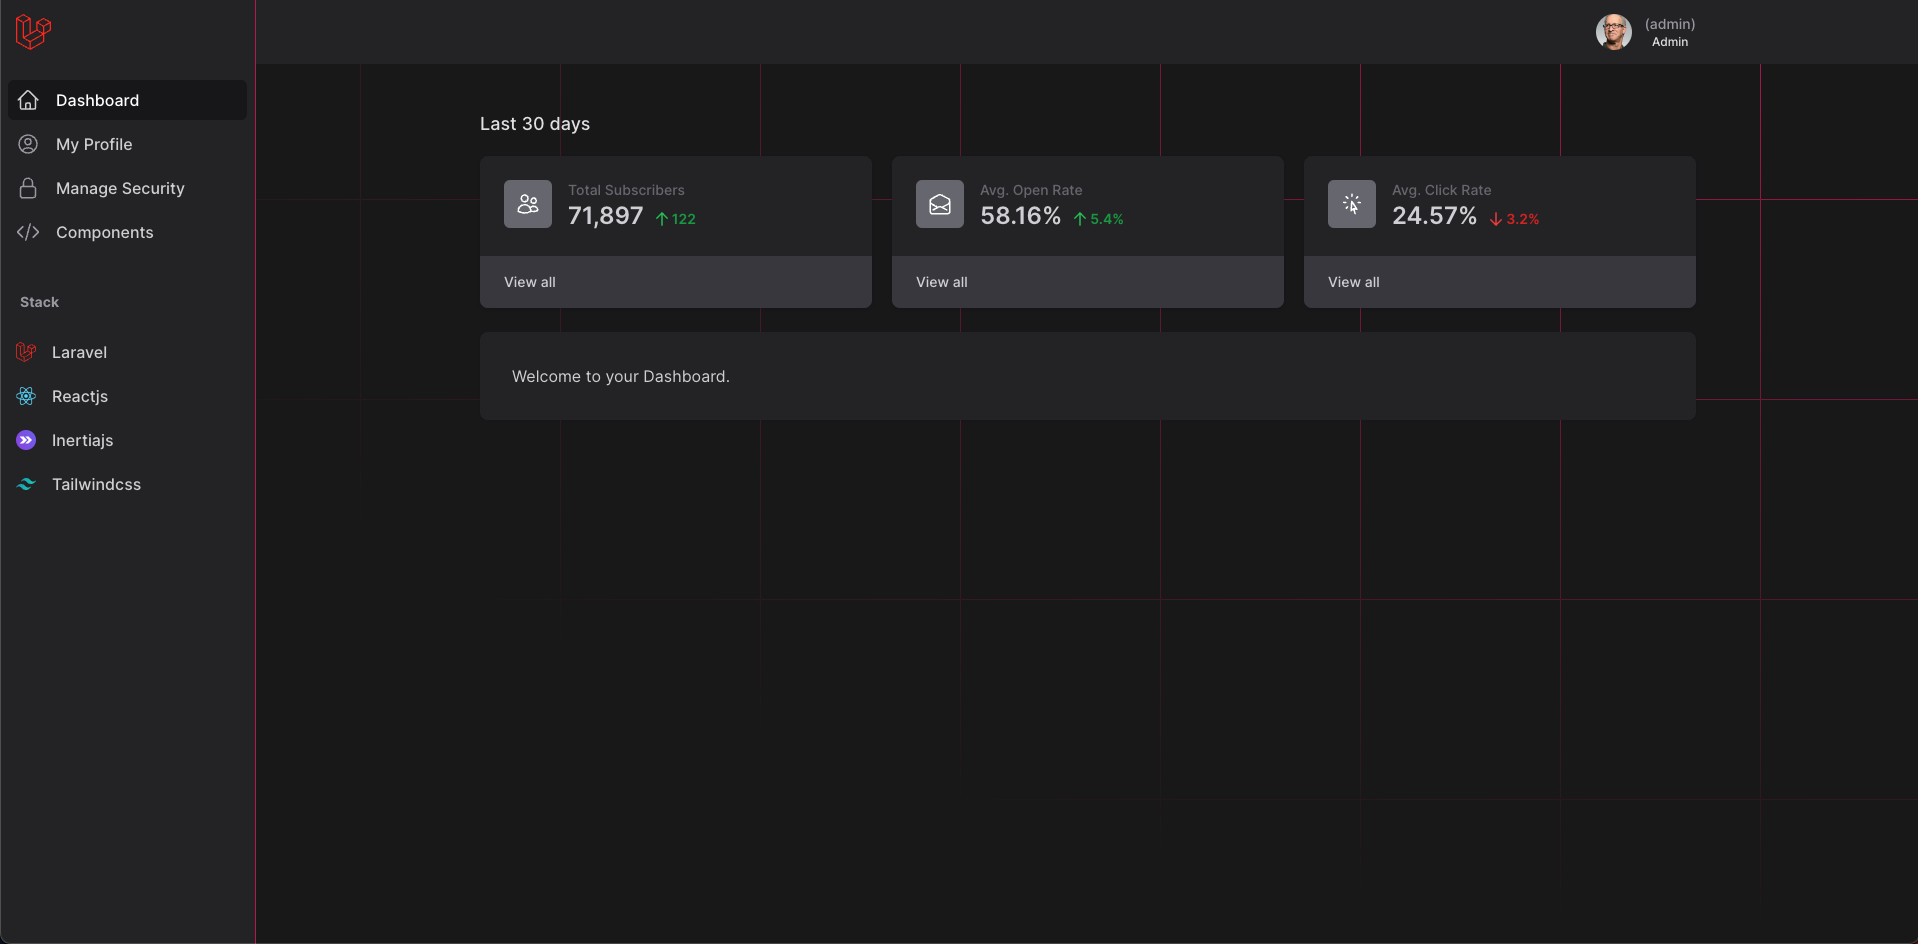 (admin)
Admin
Dashboard
My Profile
Manage Security
Components
Stack
Laravel
Reactjs
Inertiajs
Tailwindcss
Last 30 days
Total Subscribers
71,897 122
View all
Avg. Open Rate
58.16% 5.4%
View all
Avg. Click Rate
24.57% 3.2%
View all
Welcome to your Dashboard.